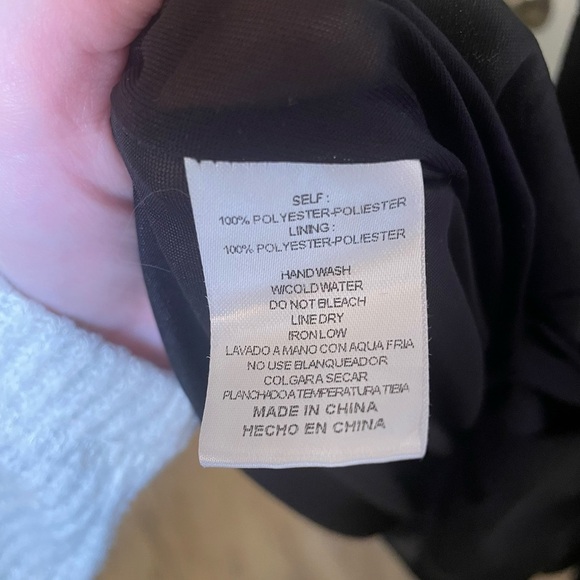 SELF :
100% POLYESTER-POLIESTER
LINING :
100% POLYESTER-POLIESTER
HAND WASH
W/COLD WATER
DO NOT BLEACH
LINE DRY
IRON LOW
LAVADO A MANO CON AQUA FRIA
NO USE BLANQUEADOR
COLGAR A SECAR
PLANCHADO A TEMPERATURA TIBIA
MADE IN CHINA
HECHO EN CHINA